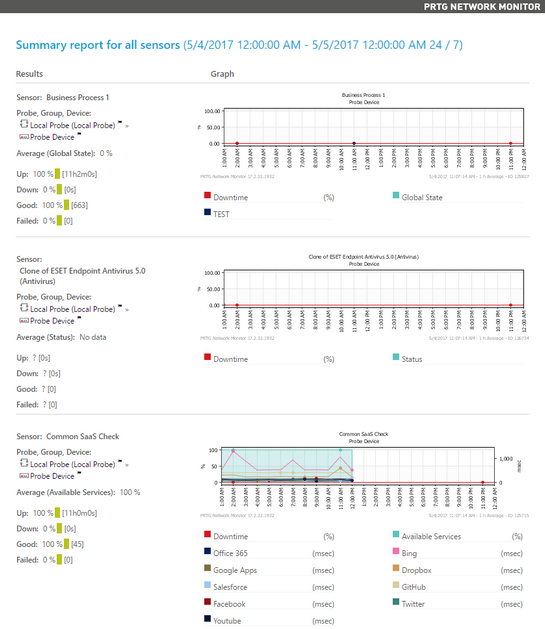 PRTG NETWORK MONITOR
Summary report for all sensors (5/4/2017 12:00:00 AM - 5/5/2017 12:00:00 AM 24 / 7)
Results Graph
Sensor: Business Process 1
Probe, Group, Device:
Local Probe (Local Probe) »
Probe Device
Average (Global State): 0 %
Up: 100 % [11h2m0s]
Down: 0 % [0s]
Good: 100 % [663]
Failed: 0 % [0]
Business Process 1
Probe Device
100.00
%
50.00
0.00
1:00 AM 2:00 AM 3:00 AM 4:00 AM 5:00 AM 6:00 AM 7:00 AM 8:00 AM 9:00 AM 10:00 AM 11:00 AM 12:00 PM 1:00 PM 2:00 PM 3:00 PM 4:00 PM 5:00 PM 6:00 PM 7:00 PM 8:00 PM 9:00 PM 10:00 PM 11:00 PM 12:00 AM
PRTG Network Monitor 17.2.32.1932 5/4/2017 11:07:14 AM - 1 h Average - ID
Downtime (%) Global State
TEST
Sensor:
Clone of ESET Endpoint Antivirus 5.0
(Antivirus)
Probe, Group, Device:
Local Probe (Local Probe) »
Probe Device
Average (Status): No data
Up: ? [0s]
Down: ? [0s]
Good: ? [0]
Failed: ? [0]
Clone of ESET Endpoint Antivirus 5.0 (Antivirus)
Probe Device
100.00
%
50.00
0.00
1:00 AM 2:00 AM 3:00 AM 4:00 AM 5:00 AM 6:00 AM 7:00 AM 8:00 AM 9:00 AM 10:00 AM 11:00 AM 12:00 PM 1:00 PM 2:00 PM 3:00 PM 4:00 PM 5:00 PM 6:00 PM 7:00 PM 8:00 PM 9:00 PM 10:00 PM 11:00 PM 12:00 AM
PRTG Network Monitor 17.2.32.1932 5/4/2017 11:07:14 AM - 1 h Average - ID
Downtime (%) Status
Sensor: Common SaaS Check
Probe, Group, Device:
Local Probe (Local Probe) »
Probe Device
Average (Available Services): 100 %
Up: 100 % [11h0m0s]
Down: 0 % [0s]
Good: 100 % [45]
Failed: 0 % [0]
Common SaaS Check
Probe Device
100
%
50
0
1,000
msec
0
1:00 AM 2:00 AM 3:00 AM 4:00 AM 5:00 AM 6:00 AM 7:00 AM 8:00 AM 9:00 AM 10:00 AM 11:00 AM 12:00 PM 1:00 PM 2:00 PM 3:00 PM 4:00 PM 5:00 PM 6:00 PM 7:00 PM 8:00 PM 9:00 PM 10:00 PM 11:00 PM 12:00 AM
PRTG Network Monitor 17.2.32.1932 5/4/2017 11:07:14 AM - 1 h Average - ID
Downtime (%) Available Services (%)
Office 365 (msec) Bing (msec)
Google Apps (msec) Dropbox (msec)
Salesforce (msec) GitHub (msec)
Facebook (msec) Twitter (msec)
Youtube (msec)